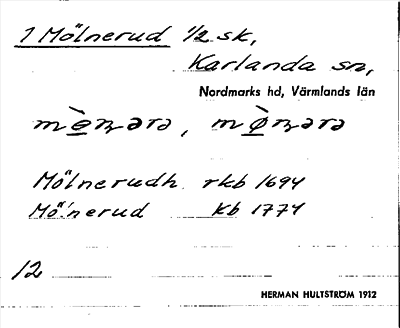 1 Mölnerud 1/2 sk,
Karlanda sn,
Nordmarks hd, Värmlands län
Mölnerudh rkb 1694
Mölnerud kb 1774
12
HERMAN HULTSTRÖM 1912